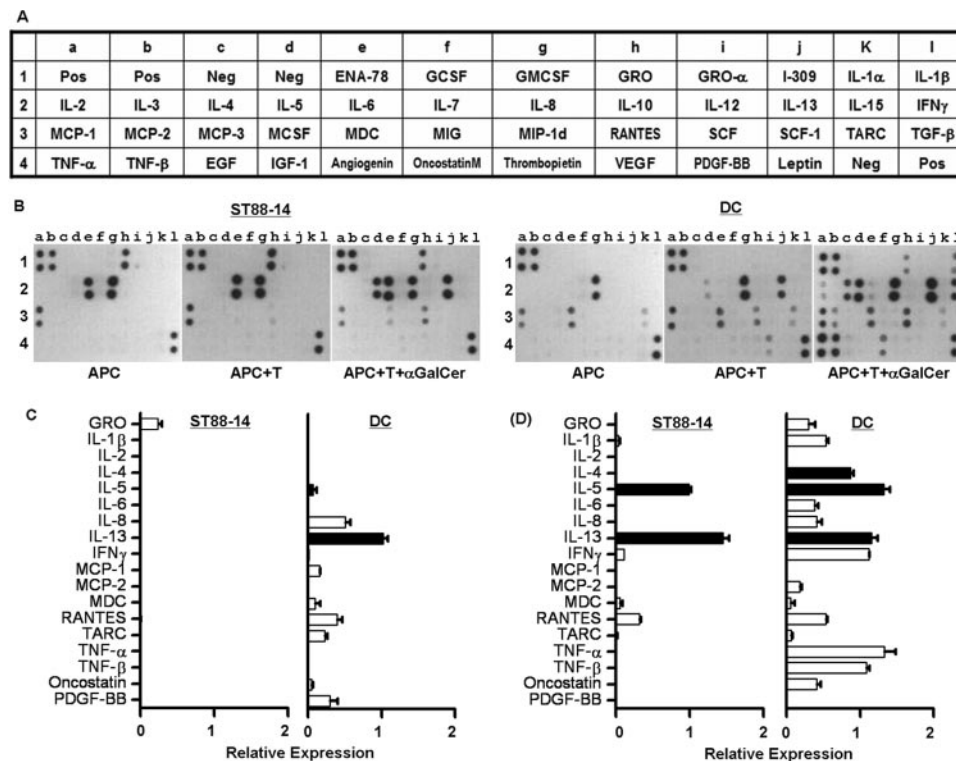 A
a b c d e f g h i j K l
1 Pos Pos Neg Neg ENA-78 GCSF GMCSF GRO GRO-α I-309 IL-1α IL-1β
2 IL-2 IL-3 IL-4 IL-5 IL-6 IL-7 IL-8 IL-10 IL-12 IL-13 IL-15 IFNγ
3 MCP-1 MCP-2 MCP-3 MCSF MDC MIG MIP-1d RANTES SCF SCF-1 TARC TGF-β
4 TNF-α TNF-β EGF IGF-1 Angiogenin OncostatinM Thrombopietin VEGF PDGF-BB Leptin Neg Pos
B ST88-14 DC
a b c d e f g h i j k l a b c d e f g h i j k l a b c d e f g h i j k l a b c d e f g h i j k l a b c d e f g h i j k l a b c d e f g h i j k l
1 1
2 2
3 3
4 4
APC APC+T APC+T+αGalCer APC APC+T APC+T+αGalCer
C ST88-14 DC (D) ST88-14 DC
GRO GRO
IL-1β IL-1β
IL-2 IL-2
IL-4 IL-4
IL-5 IL-5
IL-6 IL-6
IL-8 IL-8
IL-13 IL-13
IFNγ IFNγ
MCP-1 MCP-1
MCP-2 MCP-2
MDC MDC
RANTES RANTES
TARC TARC
TNF-α TNF-α
TNF-β TNF-β
Oncostatin Oncostatin
PDGF-BB PDGF-BB
0 1 2 0 1 2 0 1 2 0 1 2
Relative Expression Relative Expression